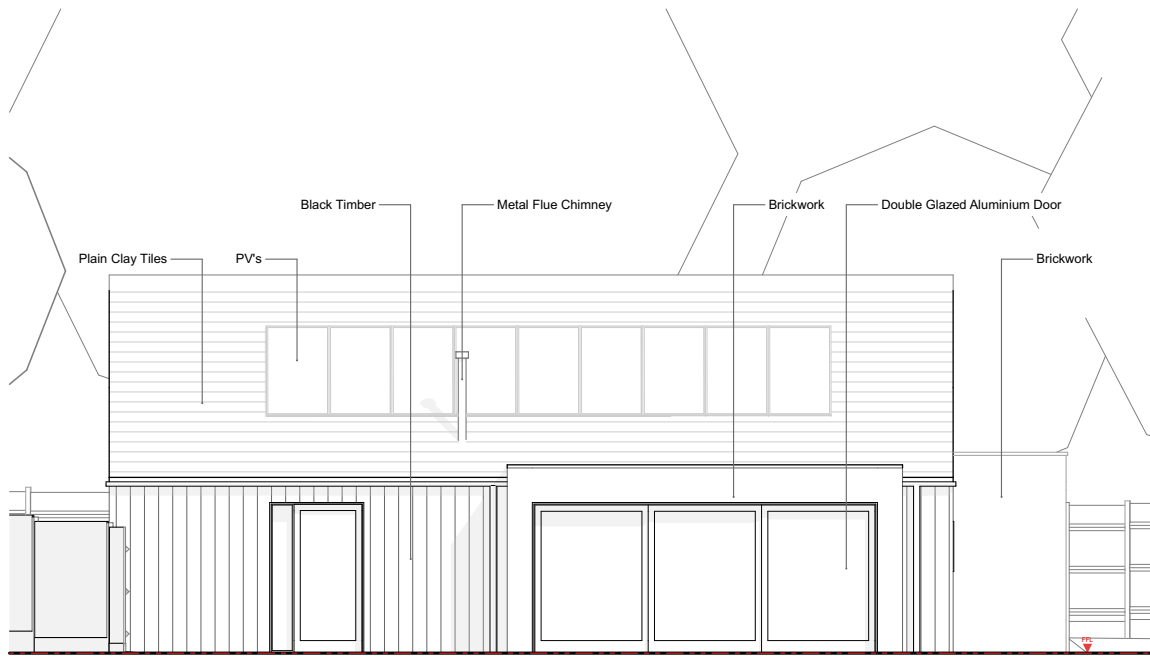 Black Timber
Metal Flue Chimney
Brickwork
Double Glazed Aluminium Door
Plain Clay Tiles
PV's
Brickwork
FFL